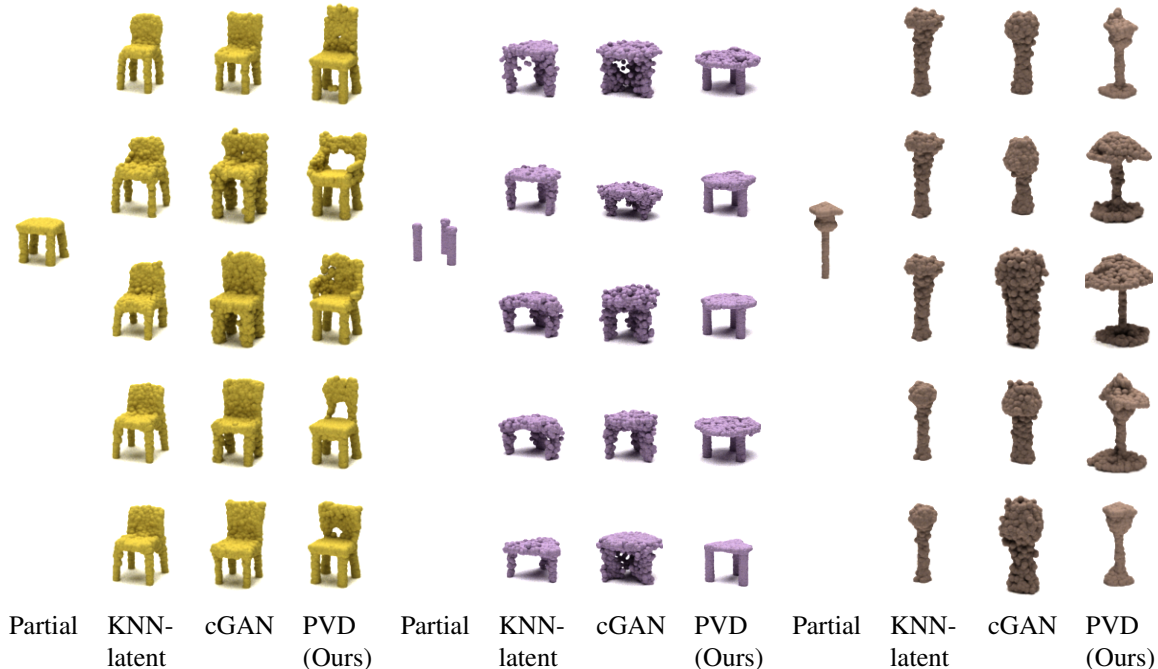 Partial KNN- cGAN PVD Partial KNN- cGAN PVD Partial KNN- cGAN PVD
latent (Ours) latent (Ours) latent (Ours)